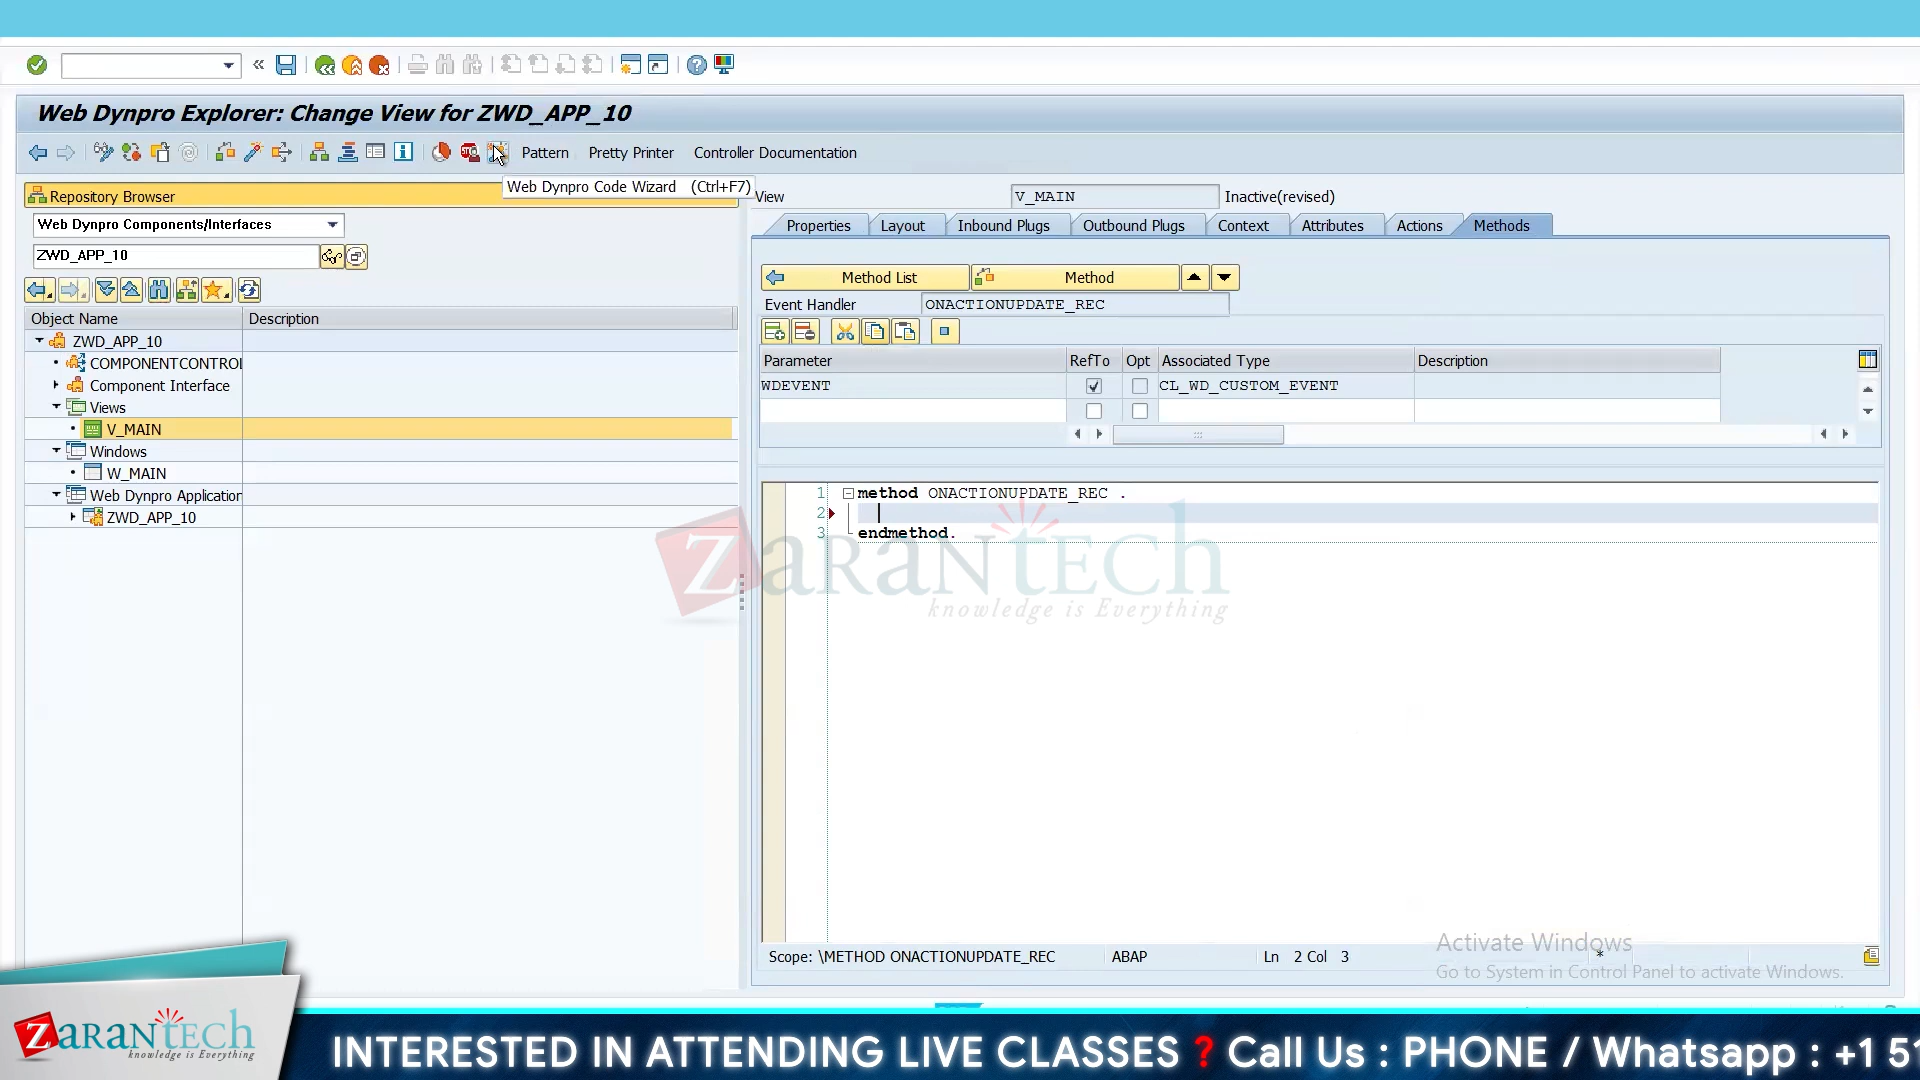 Web Dynpro Explorer: Change View for ZWD_APP_10
Pattern Pretty Printer Controller Documentation
Web Dynpro Code Wizard (Ctrl+F7)
Repository Browser
Web Dynpro Components/Interfaces
ZWD_APP_10
Object Name Description
ZWD_APP_10
COMPONENTCONTROL
Component Interface
Views
V_MAIN
Windows
W_MAIN
Web Dynpro Application
ZWD_APP_10
View V_MAIN Inactive(revised)
Properties Layout Inbound Plugs Outbound Plugs Context Attributes Actions Methods
Method List Method
Event Handler ONACTIONUPDATE_REC
Parameter RefTo Opt Associated Type Description
WDEVENT CL_WD_CUSTOM_EVENT
1 method ONACTIONUPDATE_REC .
2
3 endmethod.
ZaranTech
knowledge is Everything
Scope: \METHOD ONACTIONUPDATE_REC ABAP Ln 2 Col 3 *
Activate Windows
Go to System in Control Panel to activate Windows.
ZaranTech
knowledge is Everything
INTERESTED IN ATTENDING LIVE CLASSES ❓ Call Us : PHONE / Whatsapp : +1 51